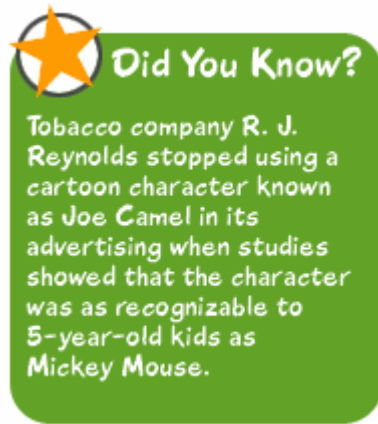 Did You Know?
Tobacco company R. J.
Reynolds stopped using a
cartoon character known
as Joe Camel in its
advertising when studies
showed that the character
was as recognizable to
5-year-old kids as
Mickey Mouse.